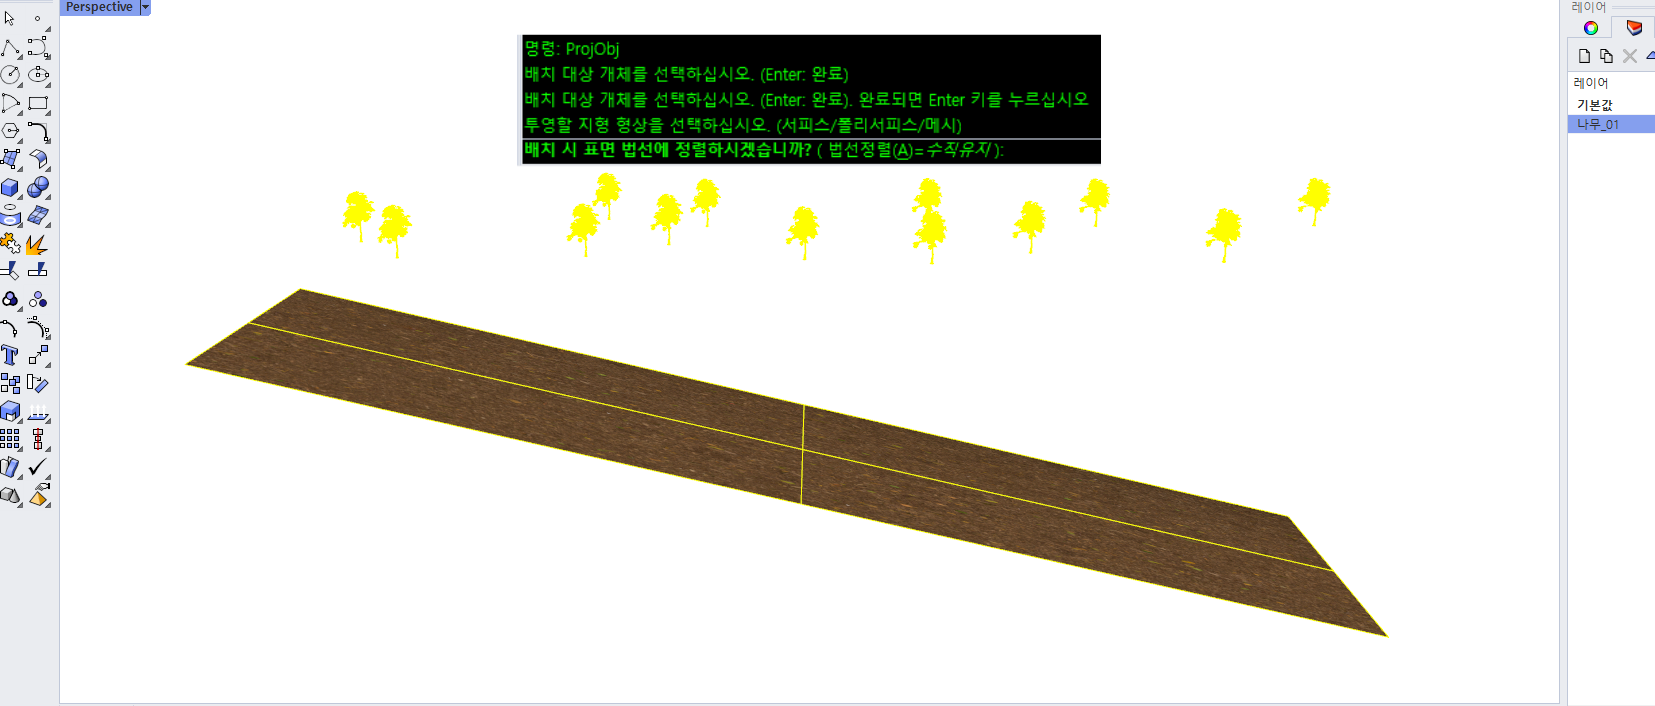 Perspective
명령: ProjObj
배치 대상 개체를 선택하십시오. (Enter: 완료)
배치 대상 개체를 선택하십시오. (Enter: 완료). 완료되면 Enter 키를 누르십시오
투영할 지형 형상을 선택하십시오. (서피스/폴리서피스/메시)
배치 시 표면 법선에 정렬하시겠습니까? ( 법선정렬(A)=수직유지 ):
레이어
레이어
기본값
나무_01